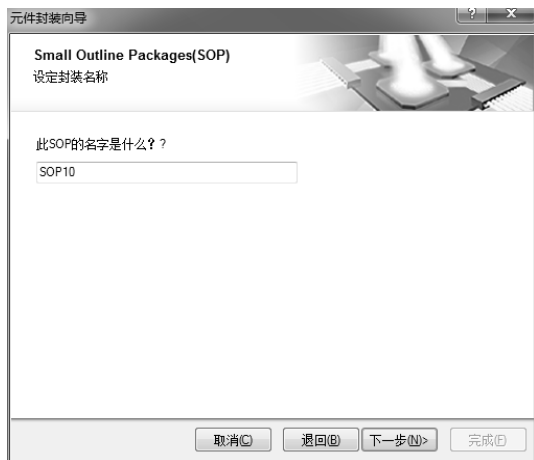 元件封装向导
Small Outline Packages(SOP)
设定封装名称
此SOP的名字是什么? ?
SOP10
取消(C) 退回(B) 下一步(N)> 完成(F)